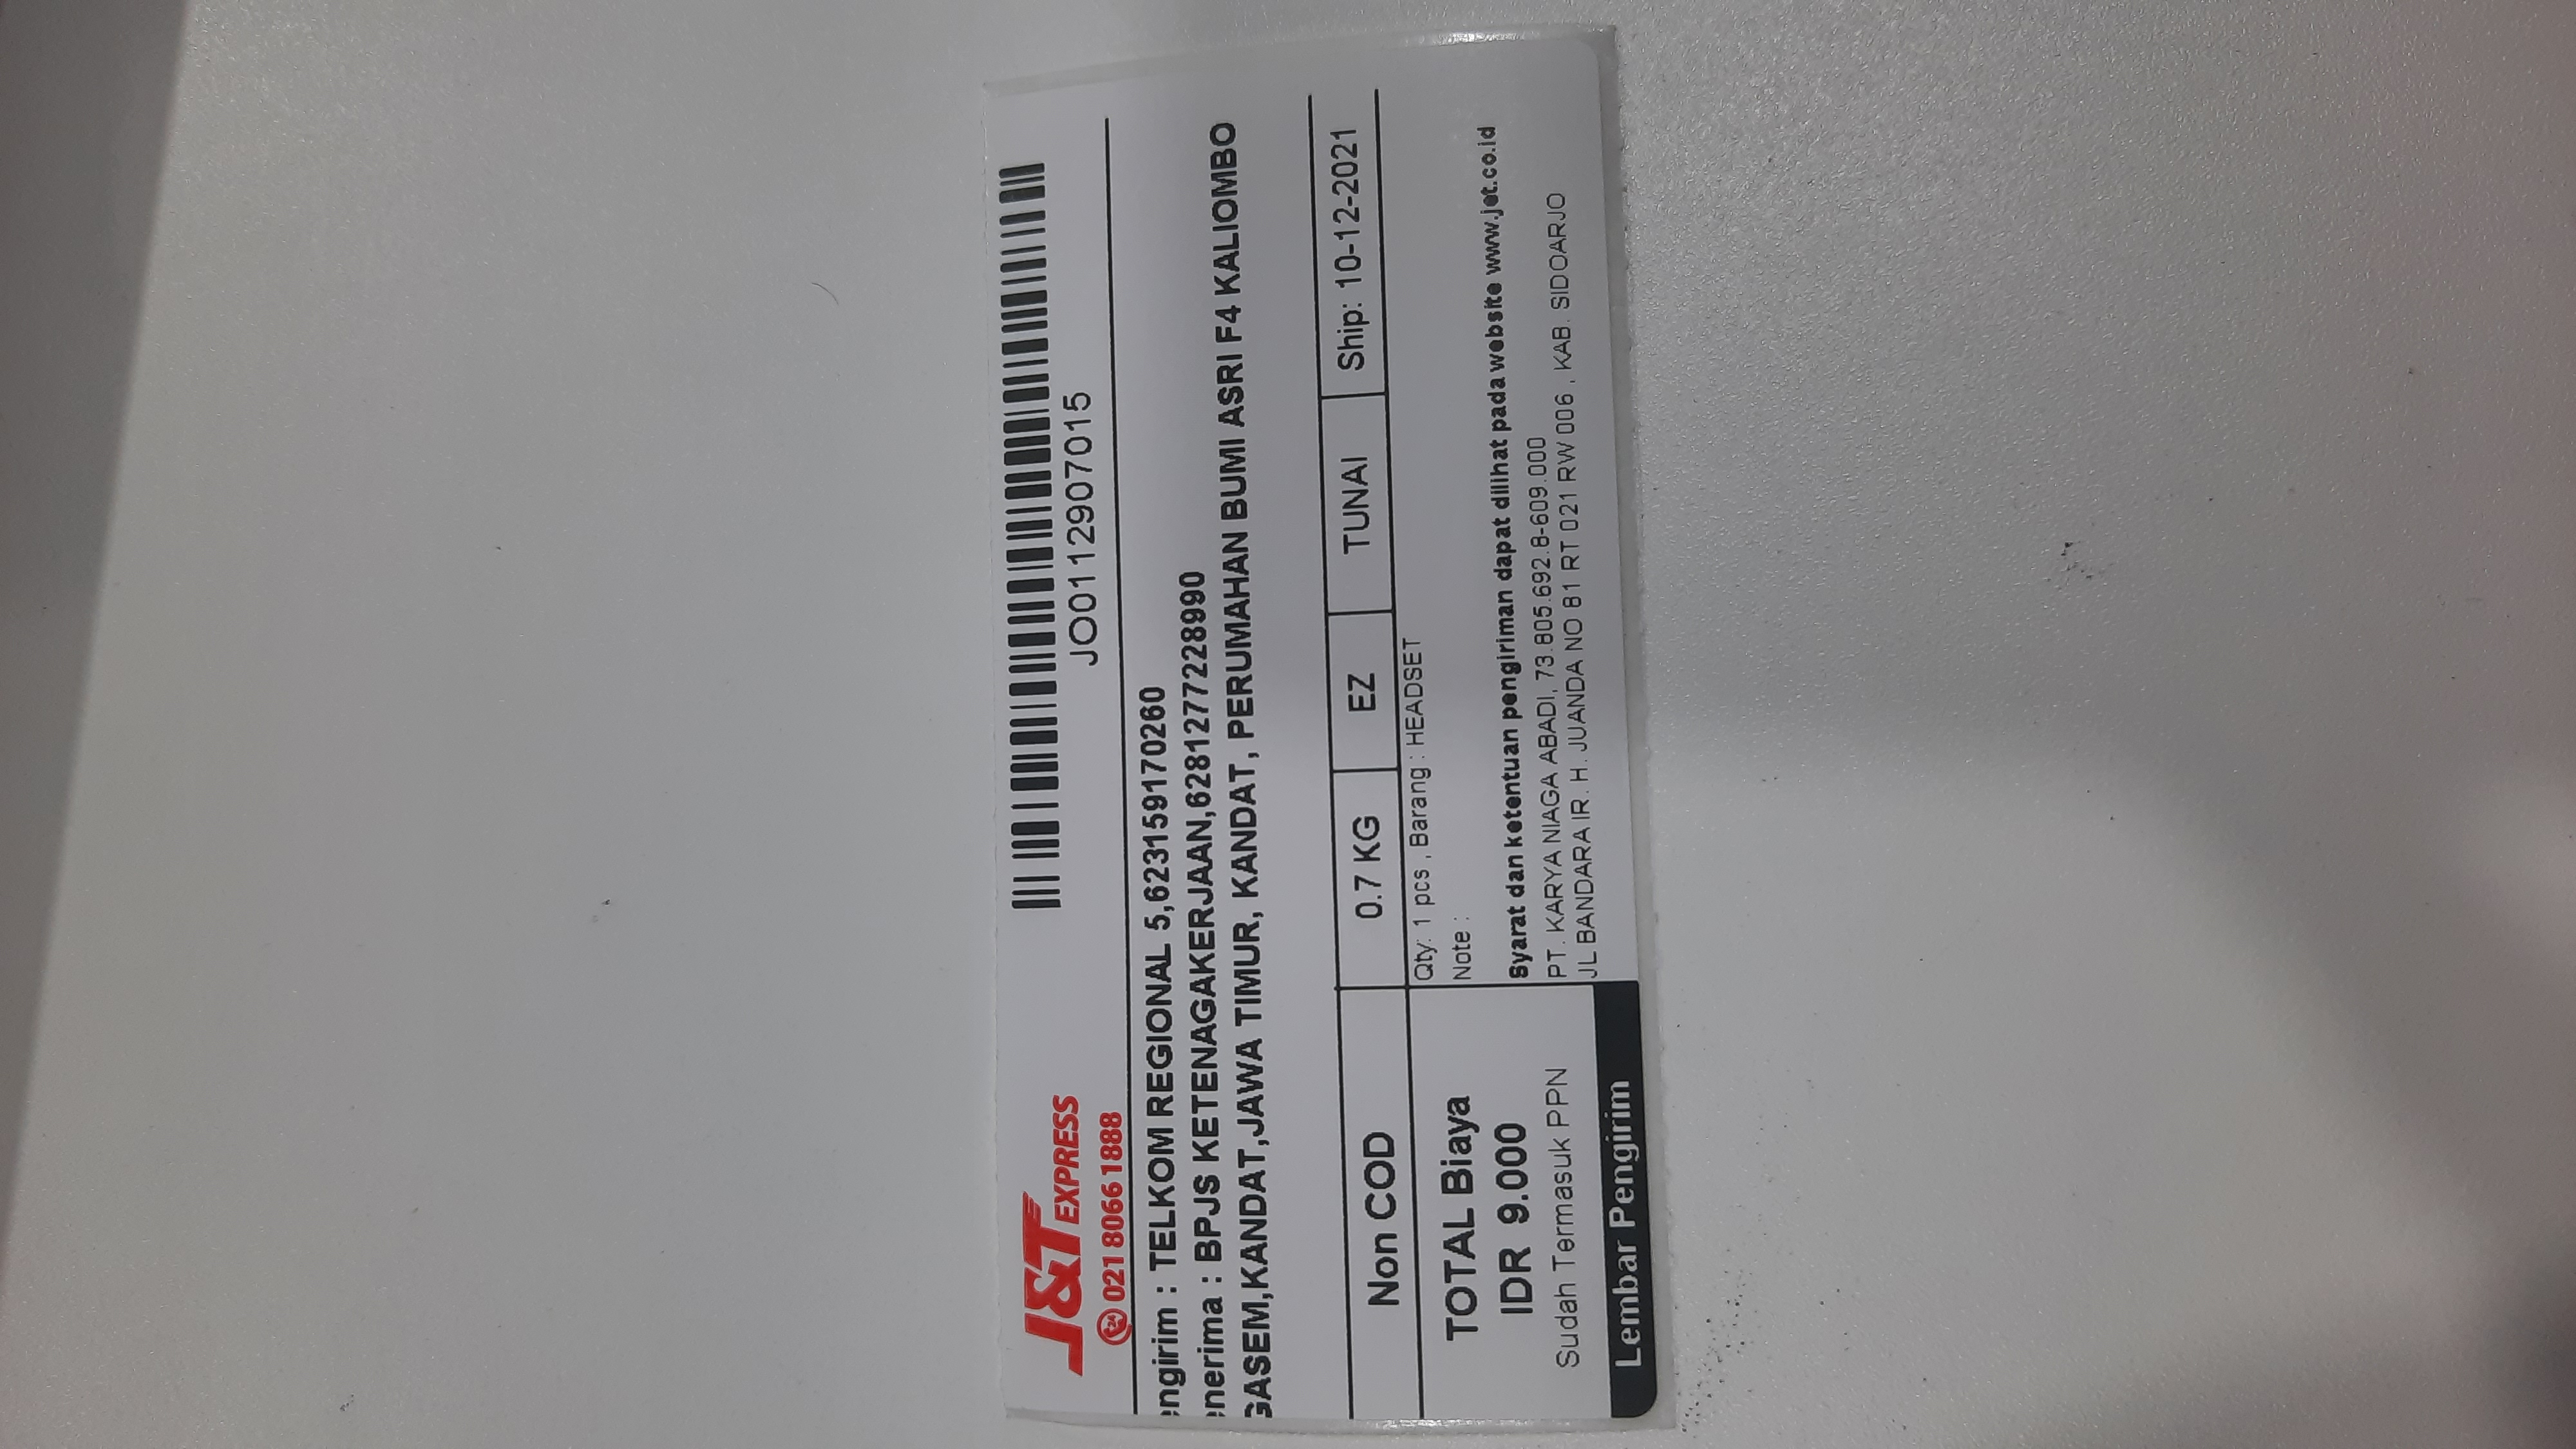 J&T EXPRESS
24 021 8066 1888
JO0112907015
engirim : TELKOM REGIONAL 5,623159170260
enerima : BPJS KETENAGAKERJAAN,6281277228990
GASEM,KANDAT,JAWA TIMUR, KANDAT, PERUMAHAN BUMI ASRI F4 KALIOMBO
Non COD
0.7 KG
EZ
TUNAI
Ship: 10-12-2021
TOTAL Biaya
IDR 9.000
Sudah Termasuk PPN
Lembar Pengirim
Qty: 1 pcs , Barang : HEADSET
Note :
Syarat dan ketentuan pengiriman dapat dilihat pada website www.jet.co.id
PT. KARYA NIAGA ABADI, 73.805.692.8-609.000
JL BANDARA IR. H. JUANDA NO 81 RT 021 RW 006 , KAB. SIDOARJO